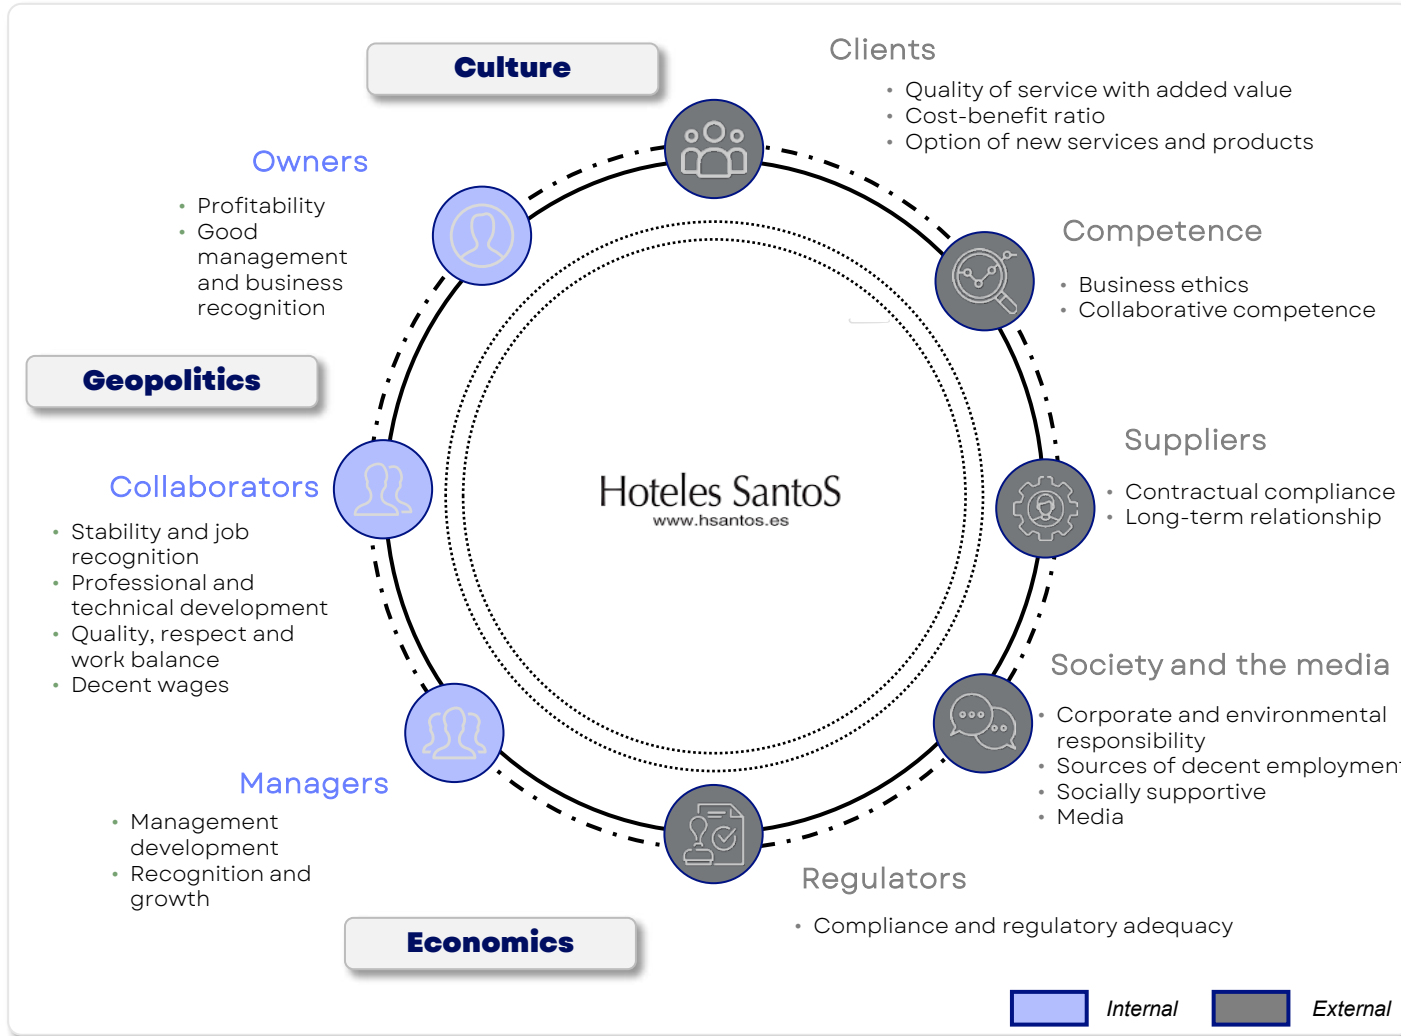 Culture
Clients
• Quality of service with added value
• Cost-benefit ratio
• Option of new services and products
Owners
• Profitability
• Good
management
and business
recognition
Competence
• Business ethics
• Collaborative competence
Geopolitics
Suppliers
• Contractual compliance
• Long-term relationship
Collaborators
• Stability and job
recognition
• Professional and
technical development
• Quality, respect and
work balance
• Decent wages
Hoteles SantoS
www.hsantos.es
Society and the media
• Corporate and environmental
responsibility
• Sources of decent employment
• Socially supportive
• Media
Managers
• Management
development
• Recognition and
growth
Regulators
• Compliance and regulatory adequacy
Economics
Internal
External